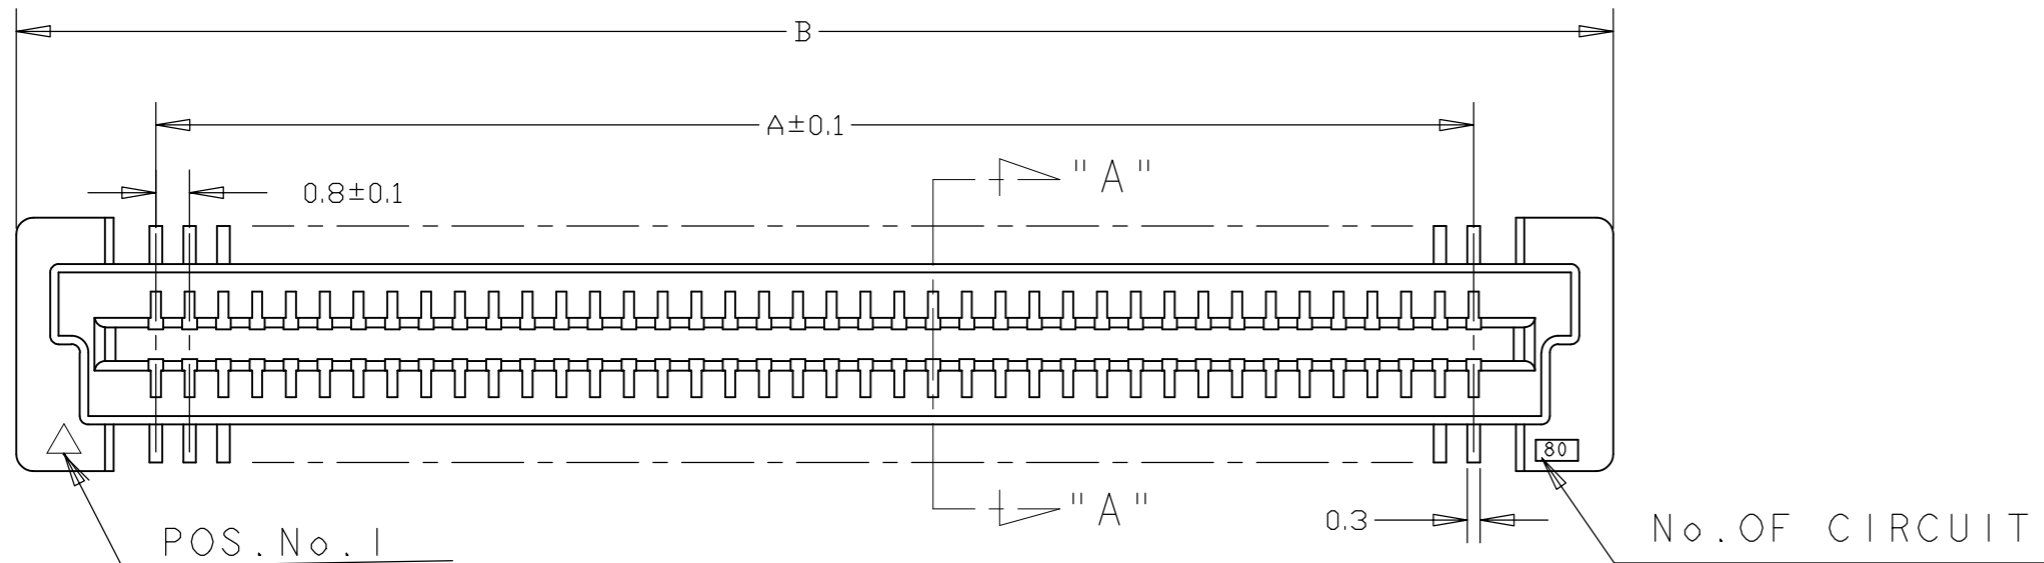 B
A±0.1
0.8±0.1
"A"
80
"A"
0.3
POS.No.1
No.OF CIRCUIT